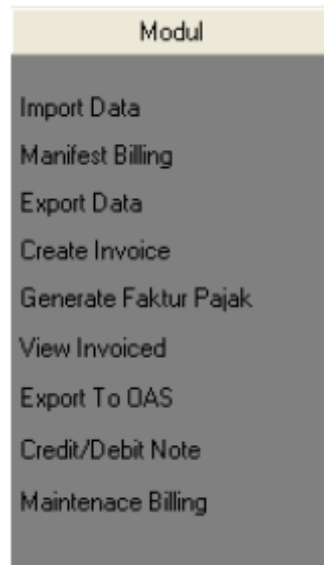 Modul
Import Data
Manifest Billing
Export Data
Create Invoice
Generate Faktur Pajak
View Invoiced
Export To OAS
Credit/Debit Note
Maintenace Billing